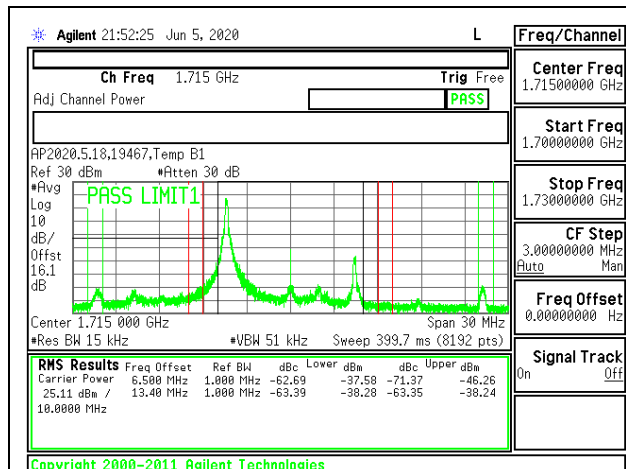 Agilent 21:52:25 Jun 5, 2020 L
Freq/Channel
Ch Freq 1.715 GHz Trig Free
Adj Channel Power PASS
Center Freq
1.71500000 GHz
Start Freq
1.70000000 GHz
Stop Freq
1.73000000 GHz
CF Step
3.00000000 MHz
Auto Man
Freq Offset
0.00000000 Hz
Signal Track
On Off
AP2020.5.18,19467,Temp B1
Ref 30 dBm #Atten 30 dB
#Avg
Log
10
dB/
Offst
16.1
dB
PASS LIMIT1
Center 1.715 000 GHz Span 30 MHz
#Res BW 15 kHz #VBW 51 kHz Sweep 399.7 ms (8192 pts)
RMS Results Freq Offset Ref BW dBc Lower dBm dBc Upper dBm
Carrier Power 6.500 MHz 1.000 MHz -62.69 -37.58 -71.37 -46.26
25.11 dBm / 13.40 MHz 1.000 MHz -63.39 -38.28 -63.35 -38.24
10.0000 MHz
Copyright 2000-2011 Agilent Technologies